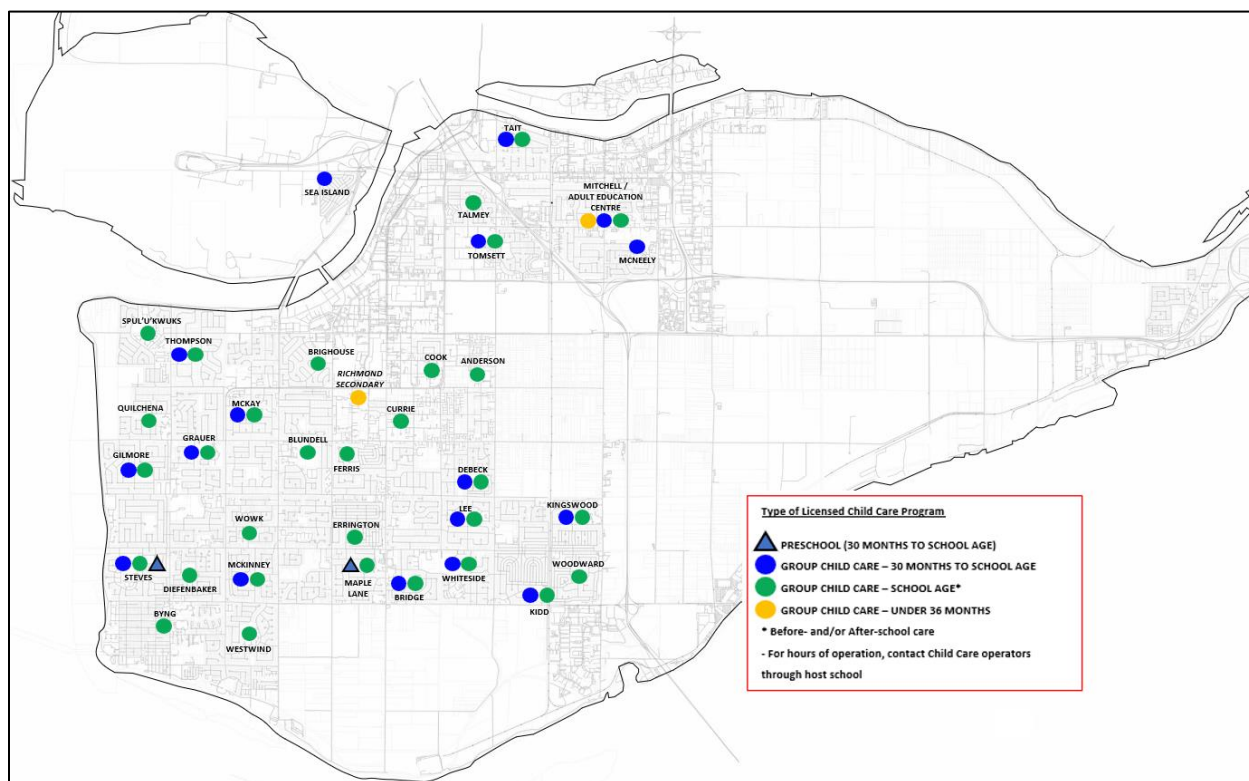 TAIT
SEA ISLAND
MITCHELL /
ADULT EDUCATION
CENTRE
TALMEY
TOMSETT
MCNEELY
SPUL'U'KWUKS
THOMPSON
BRIGHOUSE
COOK
ANDERSON
RICHMOND
SECONDARY
QUILCHENA
MCKAY
CURRIE
GRAUER
BLUNDELL
GILMORE
FERRIS
DEBECK
LEE
KINGSWOOD
WOWK
ERRINGTON
STEVES
DIEFENBAKER
MCKINNEY
MAPLE
LANE
BRIDGE
WHITESIDE
WOODWARD
KIDD
BYNG
WESTWIND
Type of Licensed Child Care Program
PRESCHOOL (30 MONTHS TO SCHOOL AGE)
GROUP CHILD CARE – 30 MONTHS TO SCHOOL AGE
GROUP CHILD CARE – SCHOOL AGE*
GROUP CHILD CARE – UNDER 36 MONTHS
* Before- and/or After-school care
- For hours of operation, contact Child Care operators
through host school